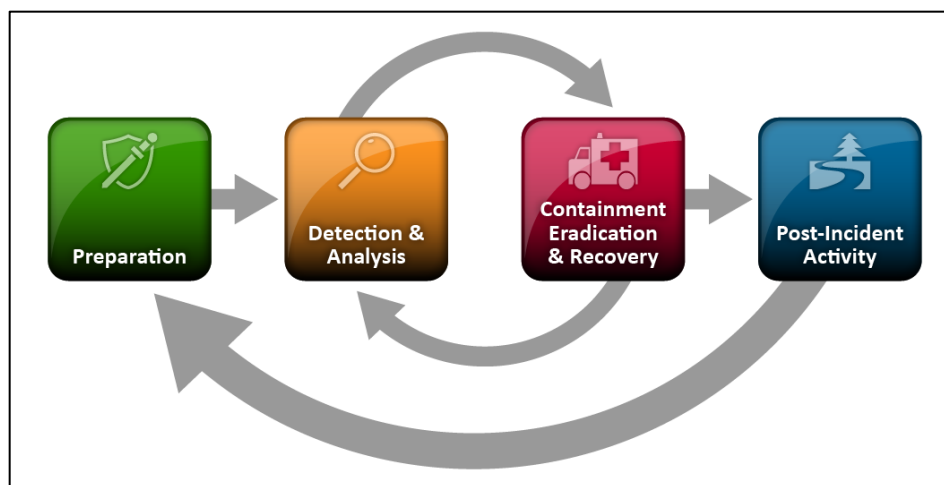 Preparation
Detection &
Analysis
Containment
Eradication
& Recovery
Post-Incident
Activity